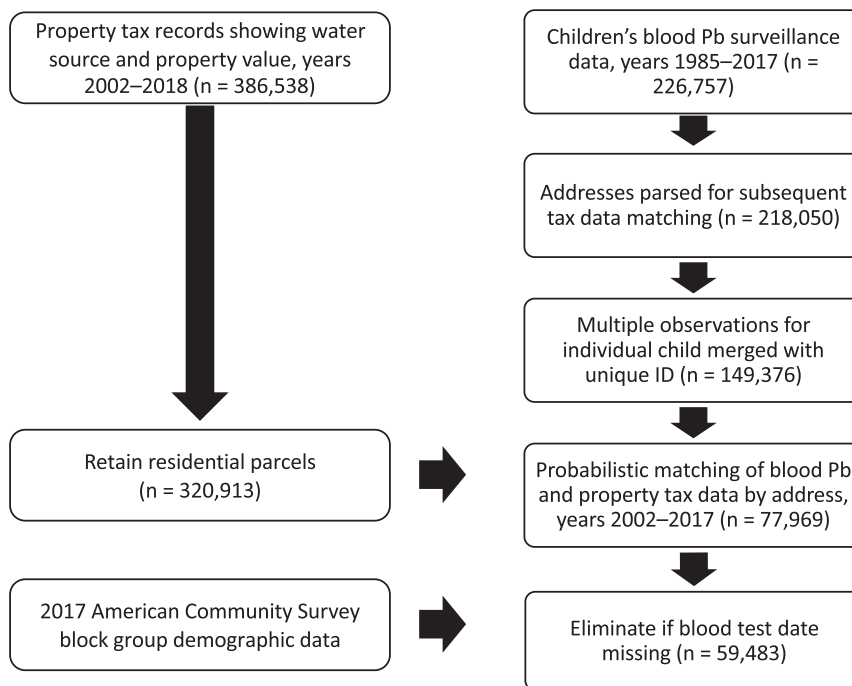 Property tax records showing water
source and property value, years
2002–2018 (n = 386,538)
Retain residential parcels
(n = 320,913)
2017 American Community Survey
block group demographic data
Children's blood Pb surveillance
data, years 1985–2017 (n =
226,757)
Addresses parsed for subsequent
tax data matching (n = 218,050)
Multiple observations for
individual child merged with
unique ID (n = 149,376)
Probabilistic matching of blood Pb
and property tax data by address,
years 2002–2017 (n = 77,969)
Eliminate if blood test date
missing (n = 59,483)